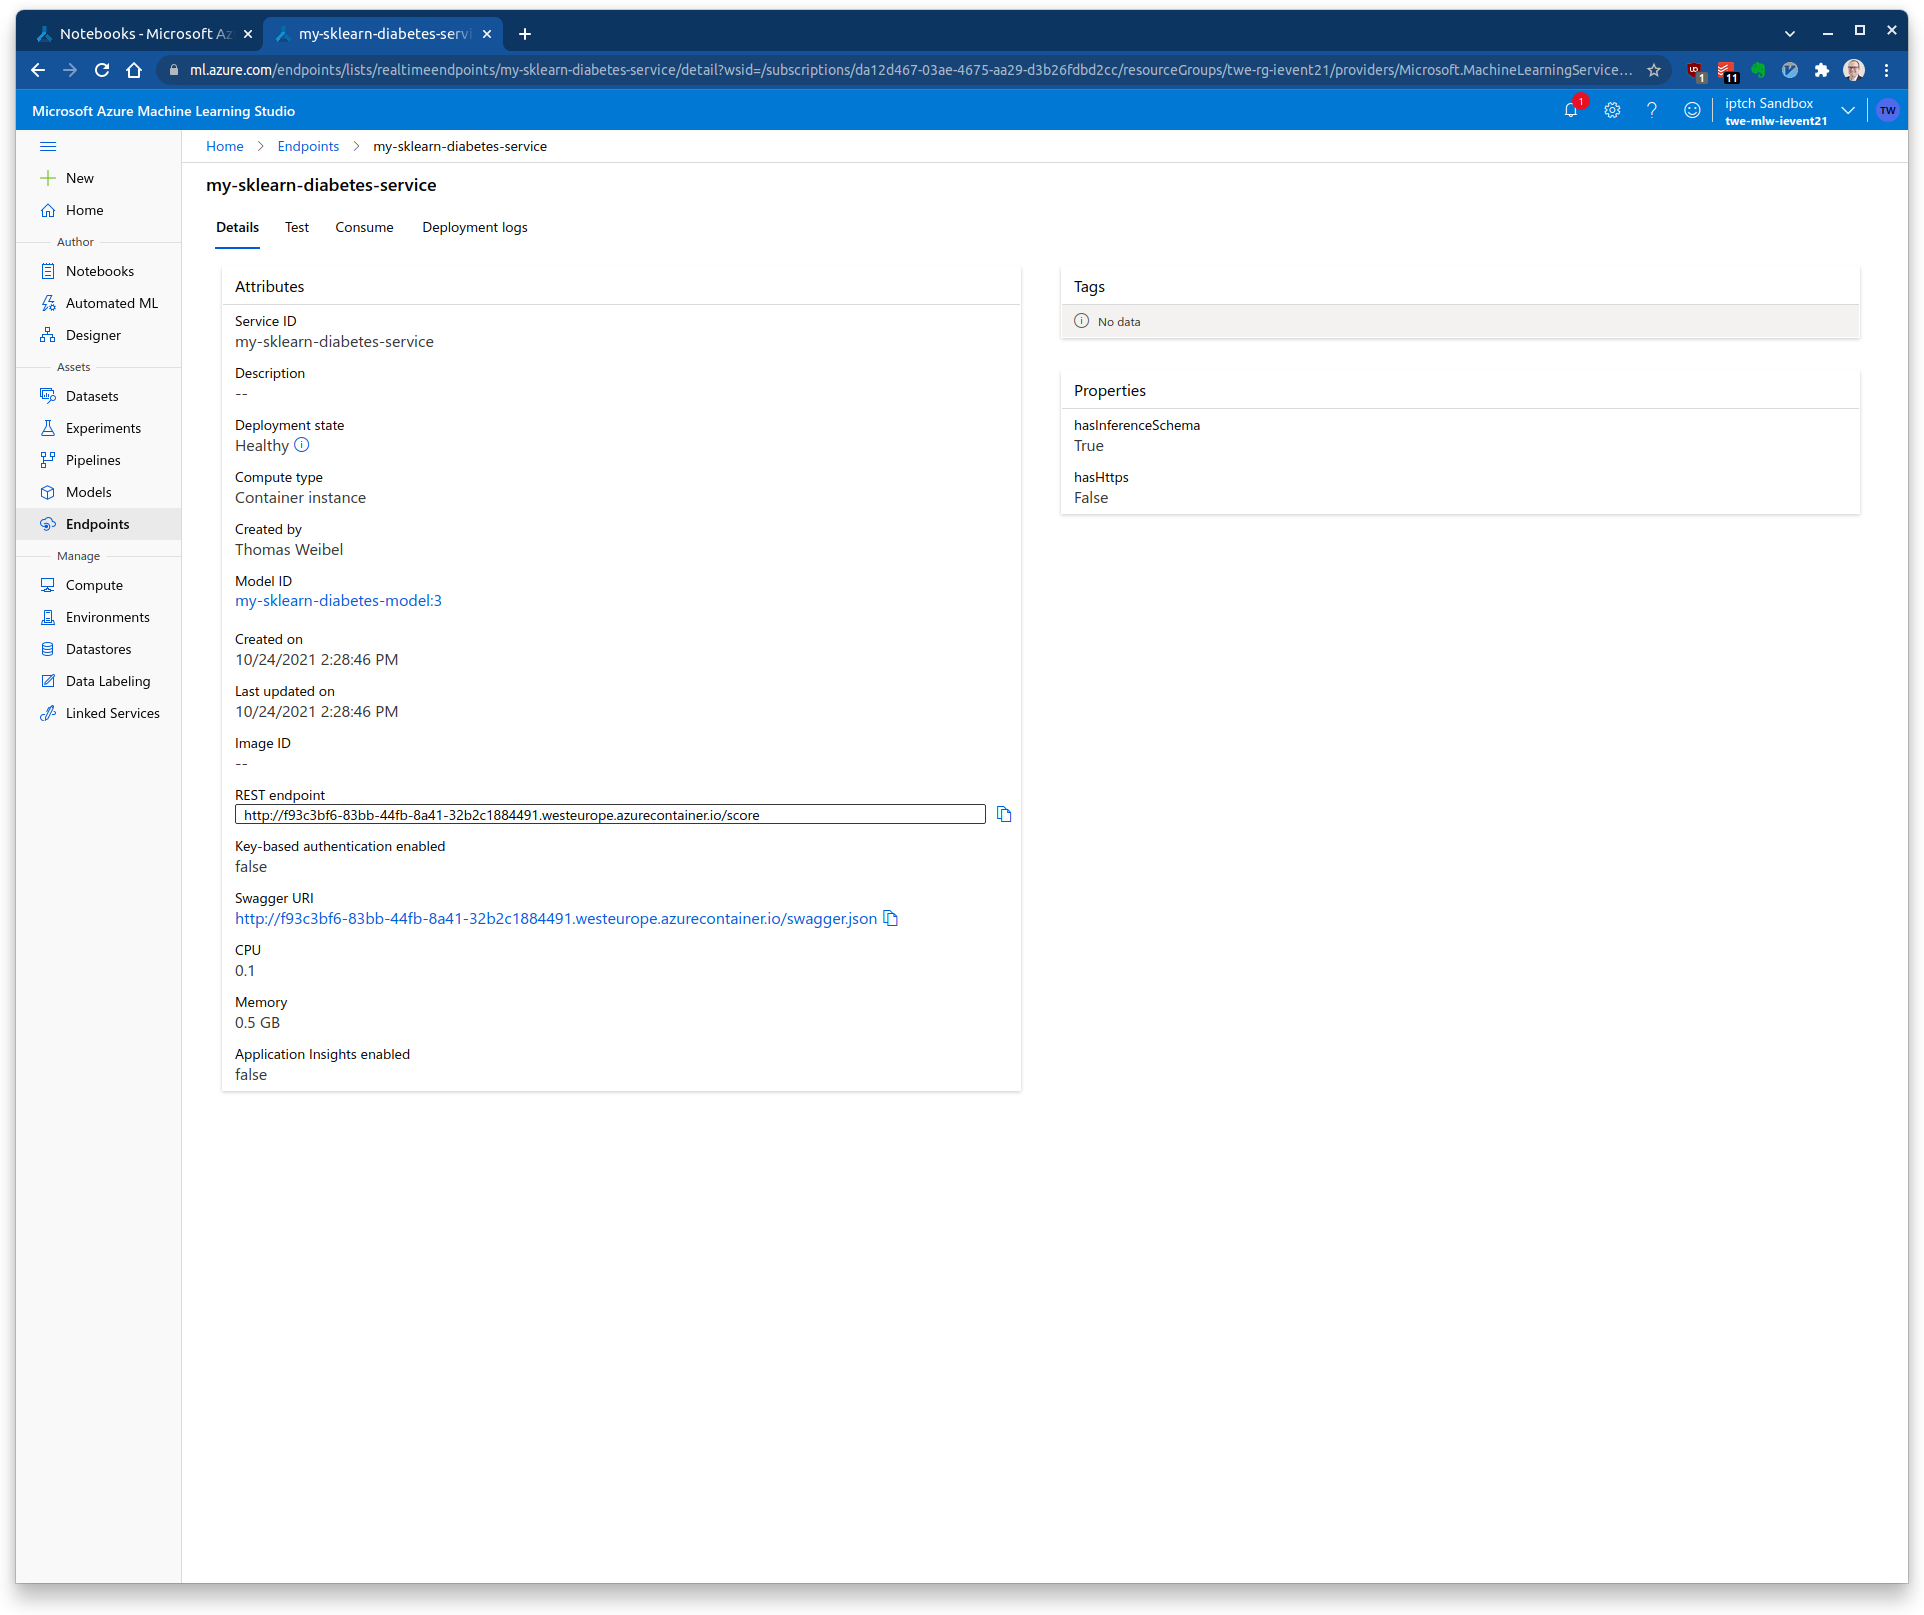 Notebooks - Microsoft Az
my-sklearn-diabetes-servi
ml.azure.com/endpoints/lists/realtimeendpoints/my-sklearn-diabetes-service/detail?wsid=/subscriptions/da12d467-03ae-4675-aa29-d3b26fdbd2cc/resourceGroups/twe-rg-ievent21/providers/Microsoft.MachineLearningService...
1
11
Microsoft Azure Machine Learning Studio
1
iptch Sandbox
twe-mlw-ievent21
TW
New
Home
Author
Notebooks
Automated ML
Designer
Assets
Datasets
Experiments
Pipelines
Models
Endpoints
Manage
Compute
Environments
Datastores
Data Labeling
Linked Services
Home > Endpoints > my-sklearn-diabetes-service
my-sklearn-diabetes-service
Details Test Consume Deployment logs
Attributes
Service ID
my-sklearn-diabetes-service
Description
--
Deployment state
Healthy
Compute type
Container instance
Created by
Thomas Weibel
Model ID
my-sklearn-diabetes-model:3
Created on
10/24/2021 2:28:46 PM
Last updated on
10/24/2021 2:28:46 PM
Image ID
--
REST endpoint
http://f93c3bf6-83bb-44fb-8a41-32b2c1884491.westeurope.azurecontainer.io/score
Key-based authentication enabled
false
Swagger URI
http://f93c3bf6-83bb-44fb-8a41-32b2c1884491.westeurope.azurecontainer.io/swagger.json
CPU
0.1
Memory
0.5 GB
Application Insights enabled
false
Tags
No data
Properties
hasInferenceSchema
True
hasHttps
False